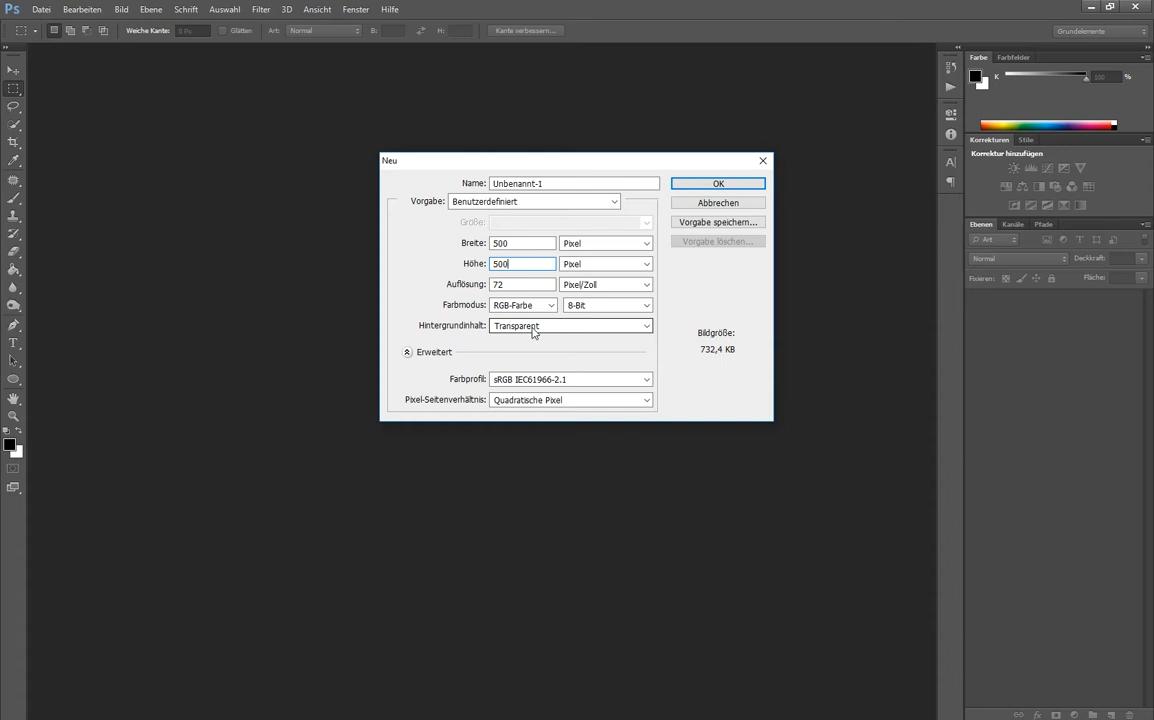 Ps Datei Bearbeiten Bild Ebene Schrift Auswahl Filter 3D Ansicht Fenster Hilfe
Weiche Kante: 0 Px Glätten Art: Normal B: H: Kante verbessern... Grundelemente
Farbe Farbfelder
K 100 %
Korrekturen Stile
Korrektur hinzufügen
Ebenen Kanäle Pfade
Art
Normal Deckkraft:
Fixieren: Fläche:
Neu
Name: Unbenannt-1 OK
Vorgabe: Benutzerdefiniert Abbrechen
Größe: Vorgabe speichern...
Breite: 500 Pixel Vorgabe löschen...
Höhe: 500 Pixel
Auflösung: 72 Pixel/Zoll
Farbmodus: RGB-Farbe 8-Bit
Hintergrundinhalt: Transparent
Bildgröße:
732,4 KB
Erweitert
Farbprofil: sRGB IEC61966-2.1
Pixel-Seitenverhältnis: Quadratische Pixel